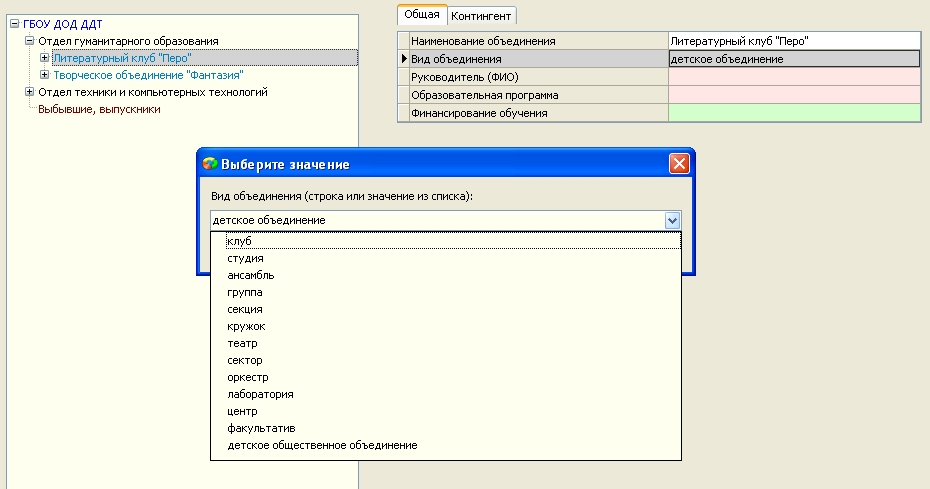 ГБОУ ДОД ДДТ
Отдел гуманитарного образования
Литературный клуб "Перо"
Творческое объединение "Фантазия"
Отдел техники и компьютерных технологий
Выбывшие, выпускники
Общая Контингент
Наименование объединения Литературный клуб "Перо"
Вид объединения детское объединение
Руководитель (ФИО)
Образовательная программа
Финансирование обучения
Выберите значение
Вид объединения (строка или значение из списка):
детское объединение
клуб
студия
ансамбль
группа
секция
кружок
театр
сектор
оркестр
лаборатория
центр
факультатив
детское общественное объединение